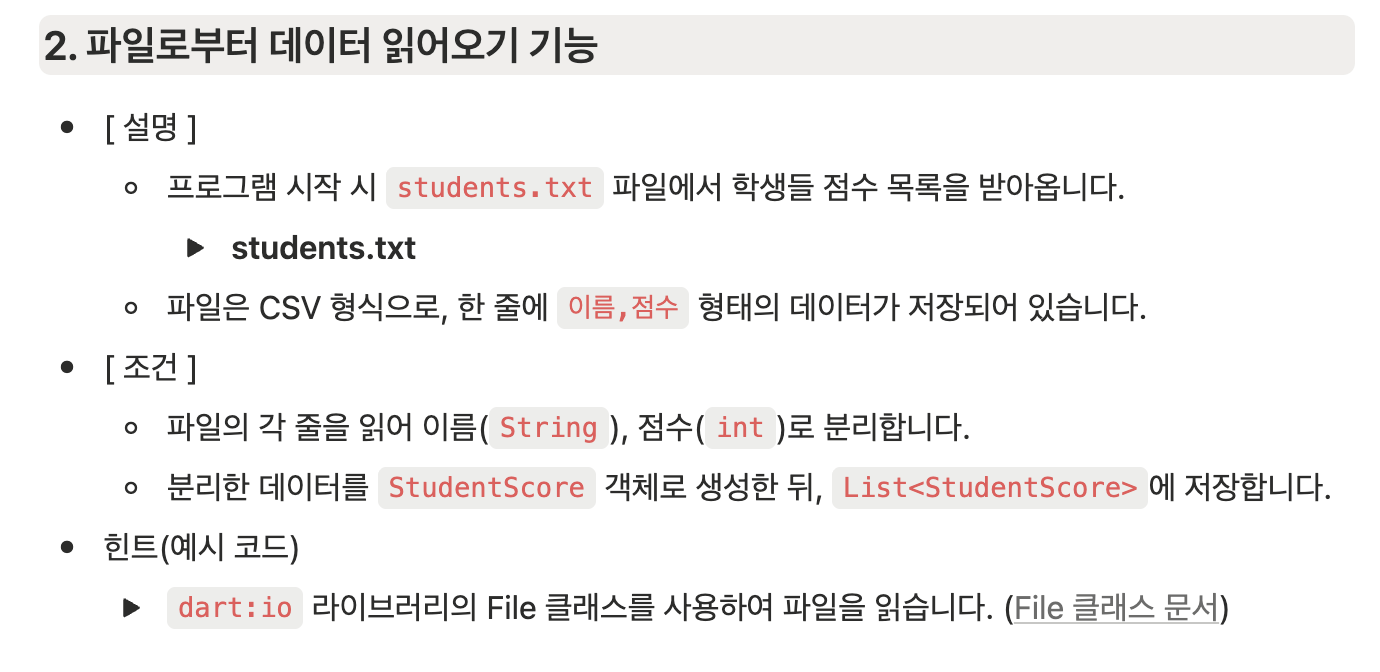 2. 파일로부터 데이터 읽어오기 기능
[ 설명 ]
프로그램 시작 시 students.txt 파일에서 학생들 점수 목록을 받아옵니다.
students.txt
파일은 CSV 형식으로, 한 줄에 이름,점수 형태의 데이터가 저장되어 있습니다.
[ 조건 ]
파일의 각 줄을 읽어 이름(String), 점수(int)로 분리합니다.
분리한 데이터를 StudentScore 객체로 생성한 뒤, List<StudentScore>에 저장합니다.
힌트(예시 코드)
dart:io 라이브러리의 File 클래스를 사용하여 파일을 읽습니다. (File 클래스 문서)